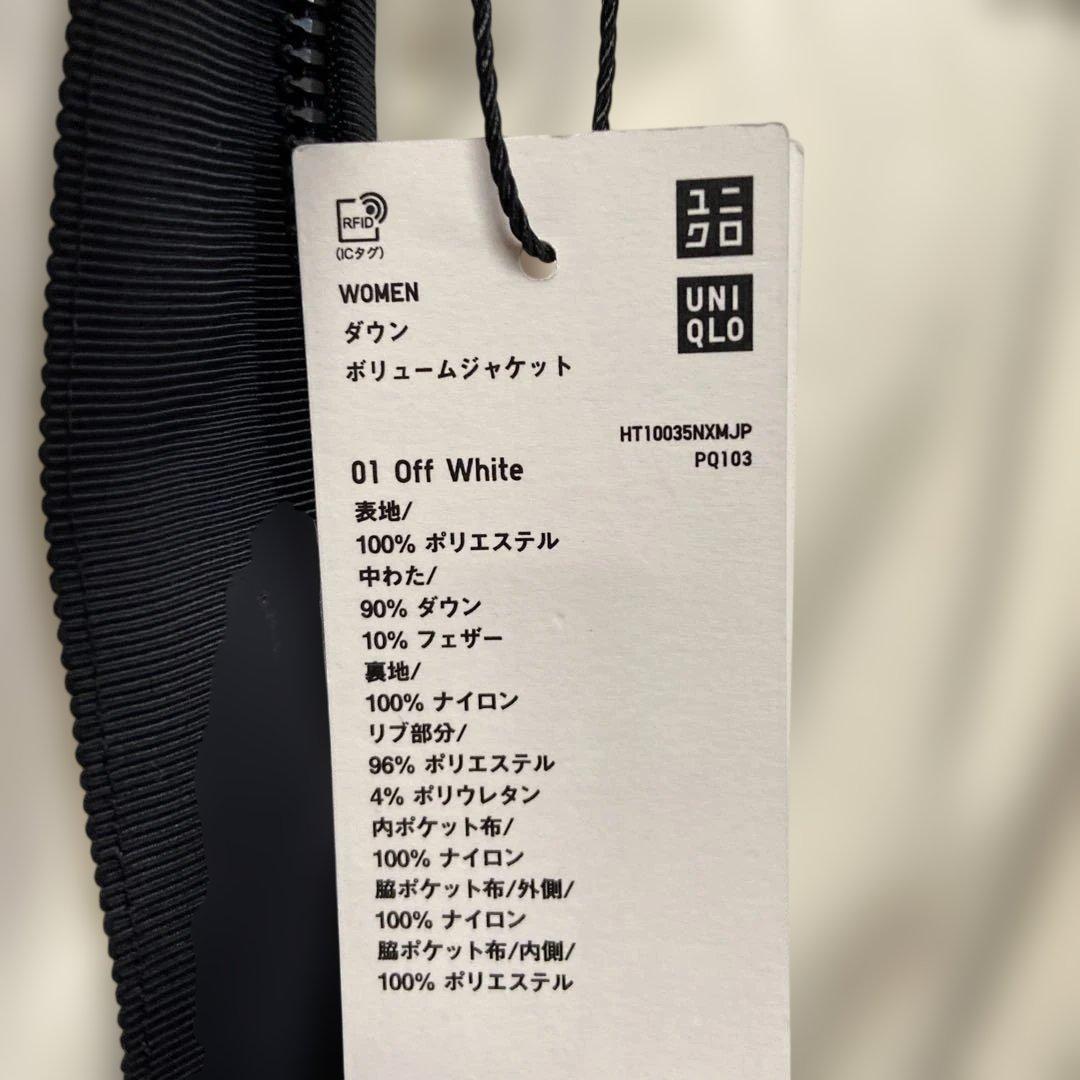 RFID
(ICタグ)
ユニ
クロ
UNI
QLO
WOMEN
ダウン
ボリュームジャケット
HT10035NXMJP
PQ103
01 Off White
表地/
100% ポリエステル
中わた/
90% ダウン
10% フェザー
裏地/
100% ナイロン
リブ部分/
96% ポリエステル
4% ポリウレタン
内ポケット布/
100% ナイロン
脇ポケット布/外側/
100% ナイロン
脇ポケット布/内側/
100% ポリエステル